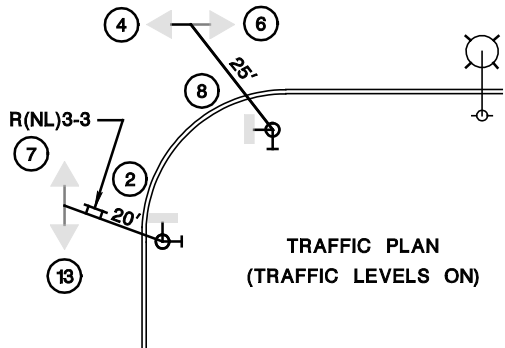 4
6
25'
8
R(NL)3-3
7
2
20'
13
TRAFFIC PLAN
(TRAFFIC LEVELS ON)